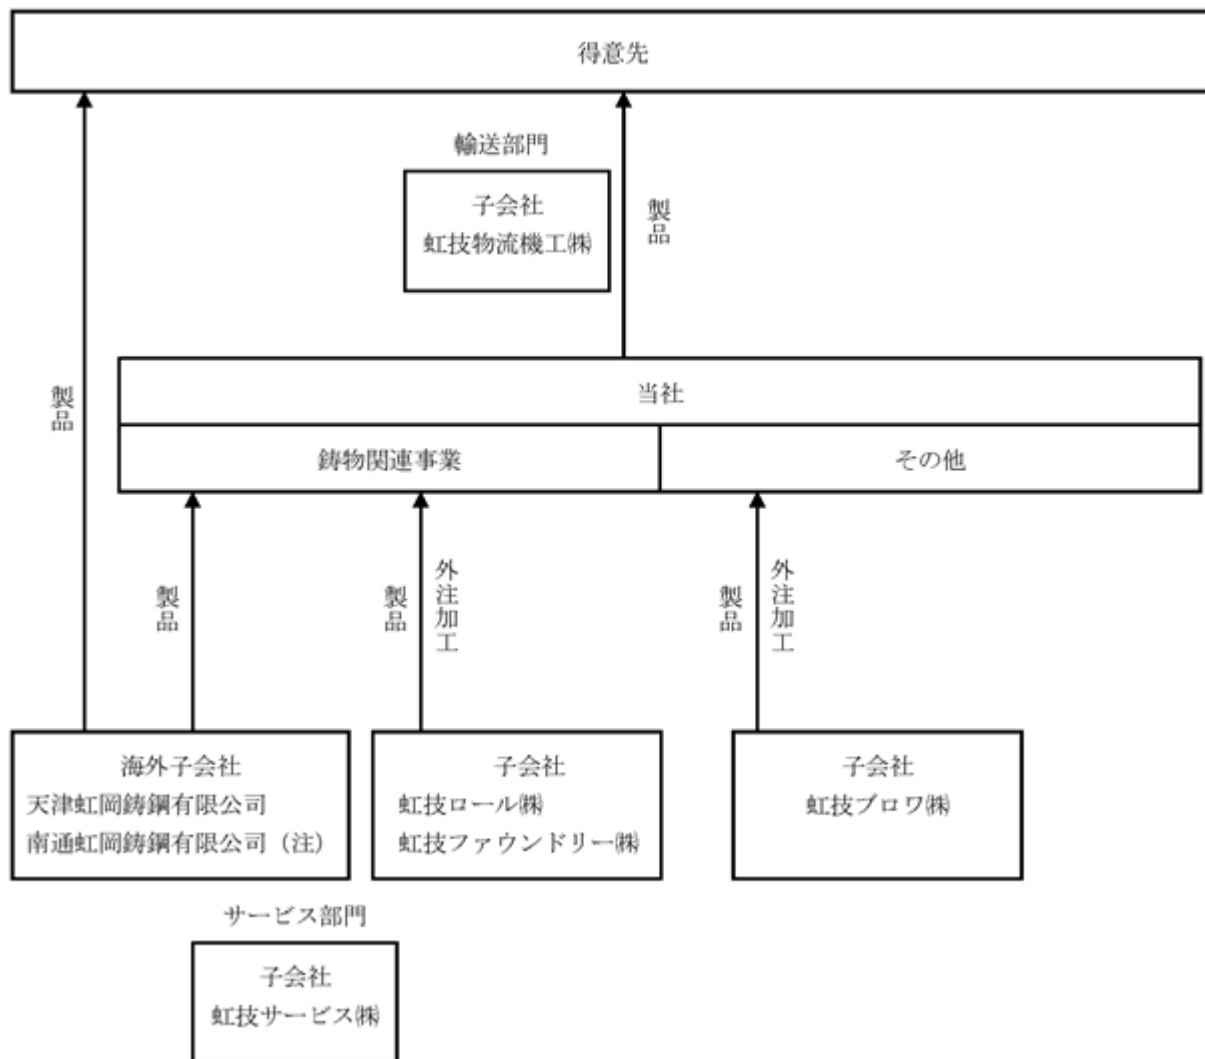 得意先
輸送部門
子会社
虹技物流機工㈱
製品
製品
当社
鋳物関連事業
その他
製品
製品
外注加工
製品
外注加工
海外子会社
天津虹岡鋳鋼有限公司
南通虹岡鋳鋼有限公司（注）
子会社
虹技ロール㈱
虹技ファウンドリー㈱
子会社
虹技ブロワ㈱
サービス部門
子会社
虹技サービス㈱